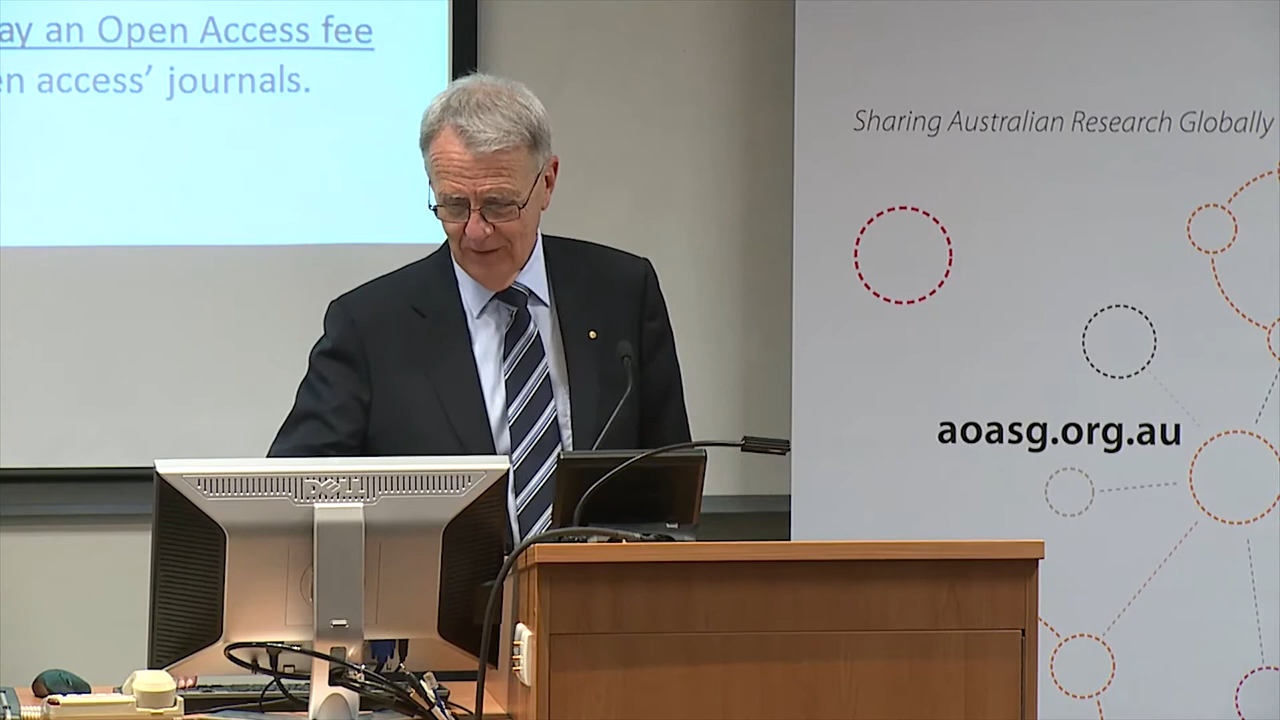 ay an Open Access fee
en access’ journals.
Sharing Australian Research Globally
aoasg.org.au
DELL